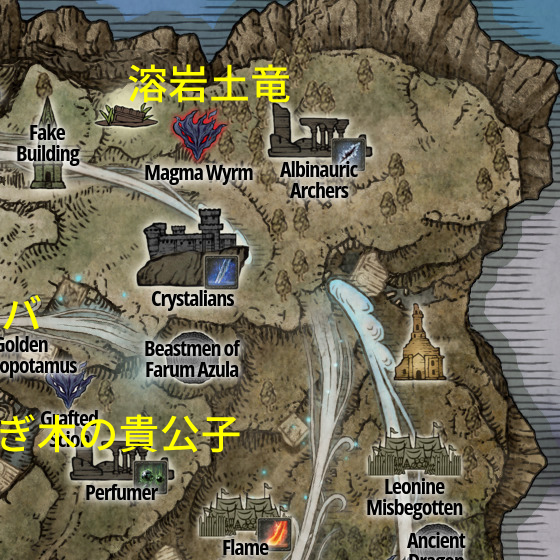 溶岩土竜
Fake
Building
Magma Wyrm
Albinauric
Archers
Crystalians
バ
Golden
opotamus
Beastmen of
Farum Azula
Grafted
ぎ木の貴公子
Perfumer
Leonine
Misbegotten
Flame
Ancient
Dragon